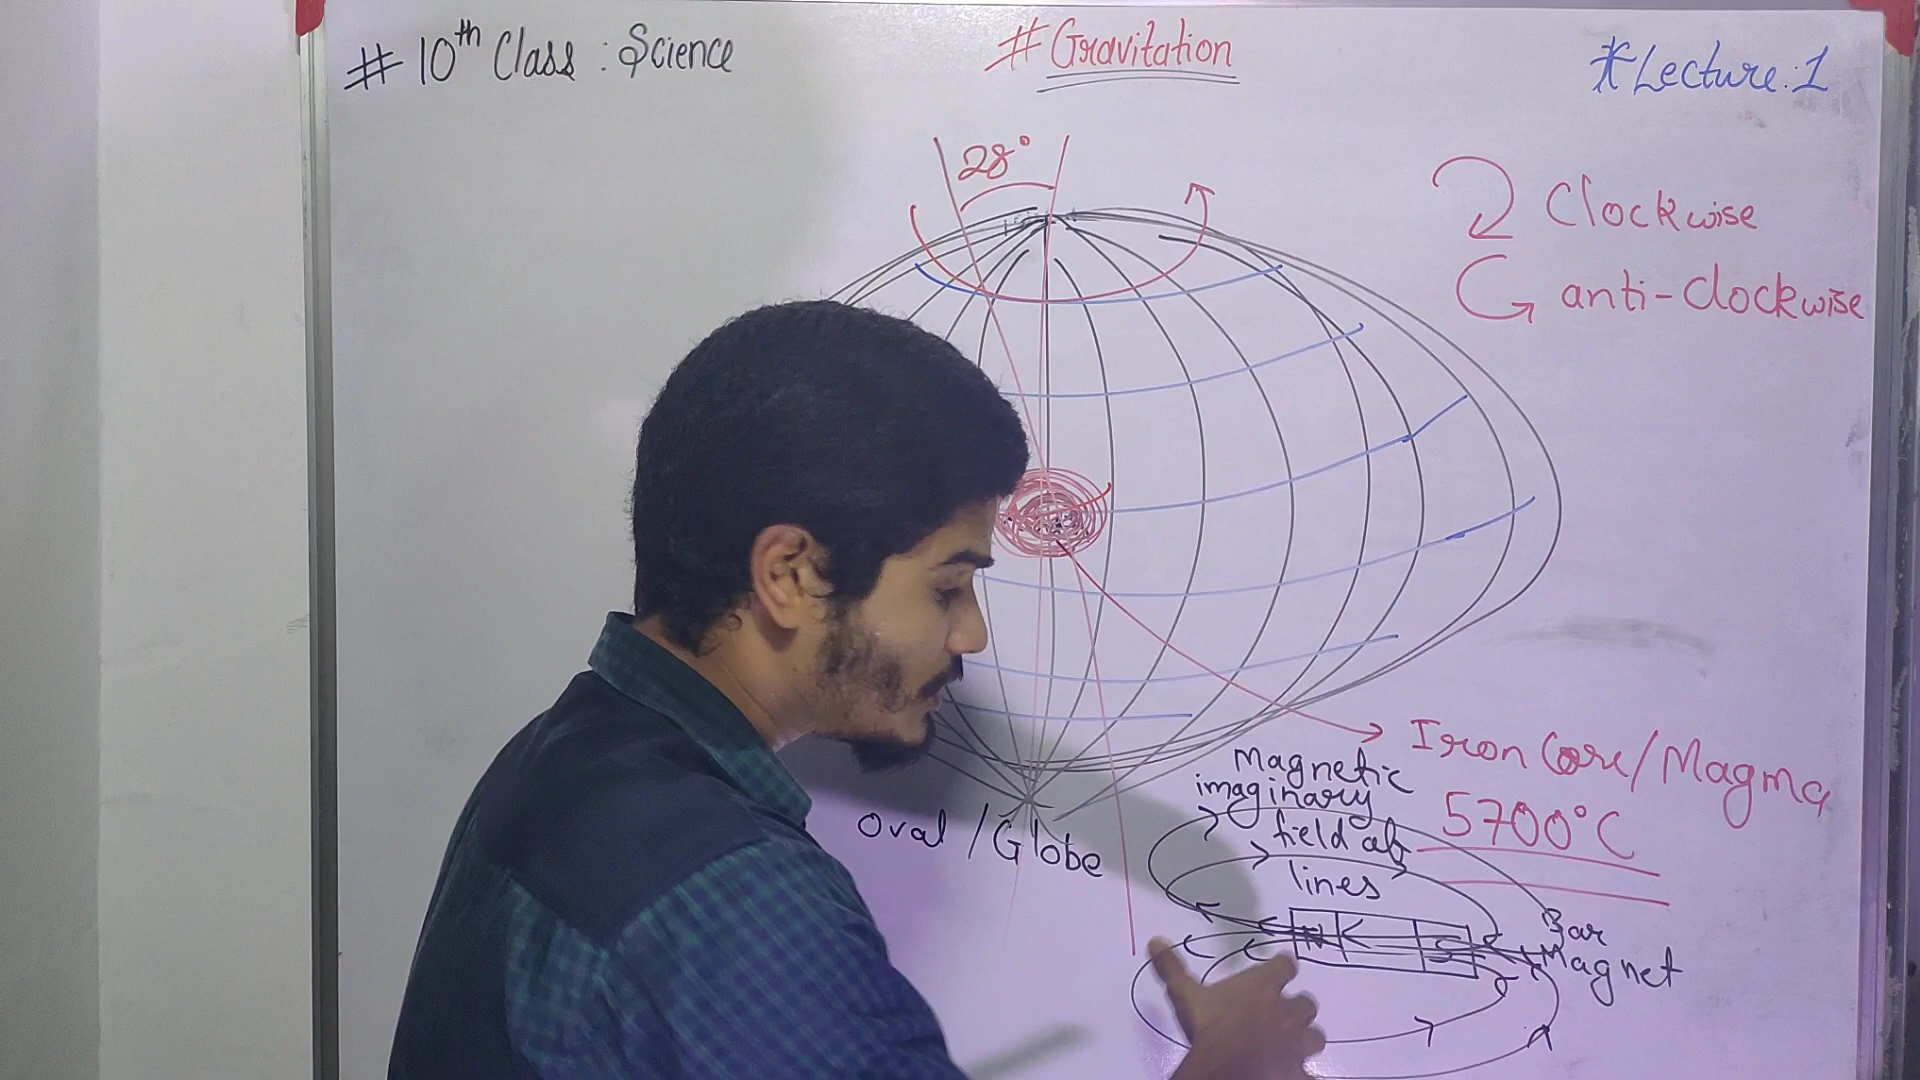 # 10th Class : Science
# Gravitation
* Lecture.1
28°
Clockwise
anti-clockwise
Iron Core/Magma
5700°C
Magnetic
imaginary
field of
lines
Oval / Globe
N
S
Bar
Magnet